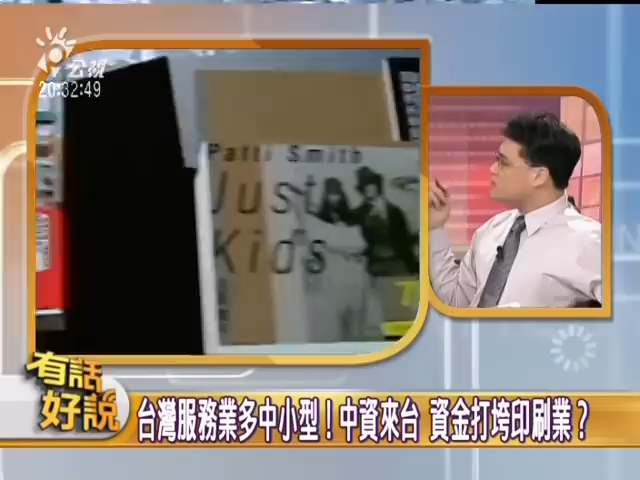 公視
20:32:49
Patti Smith
Just
Kids
有話
好說
台灣服務業多中小型！中資來台 資金打垮印刷業？